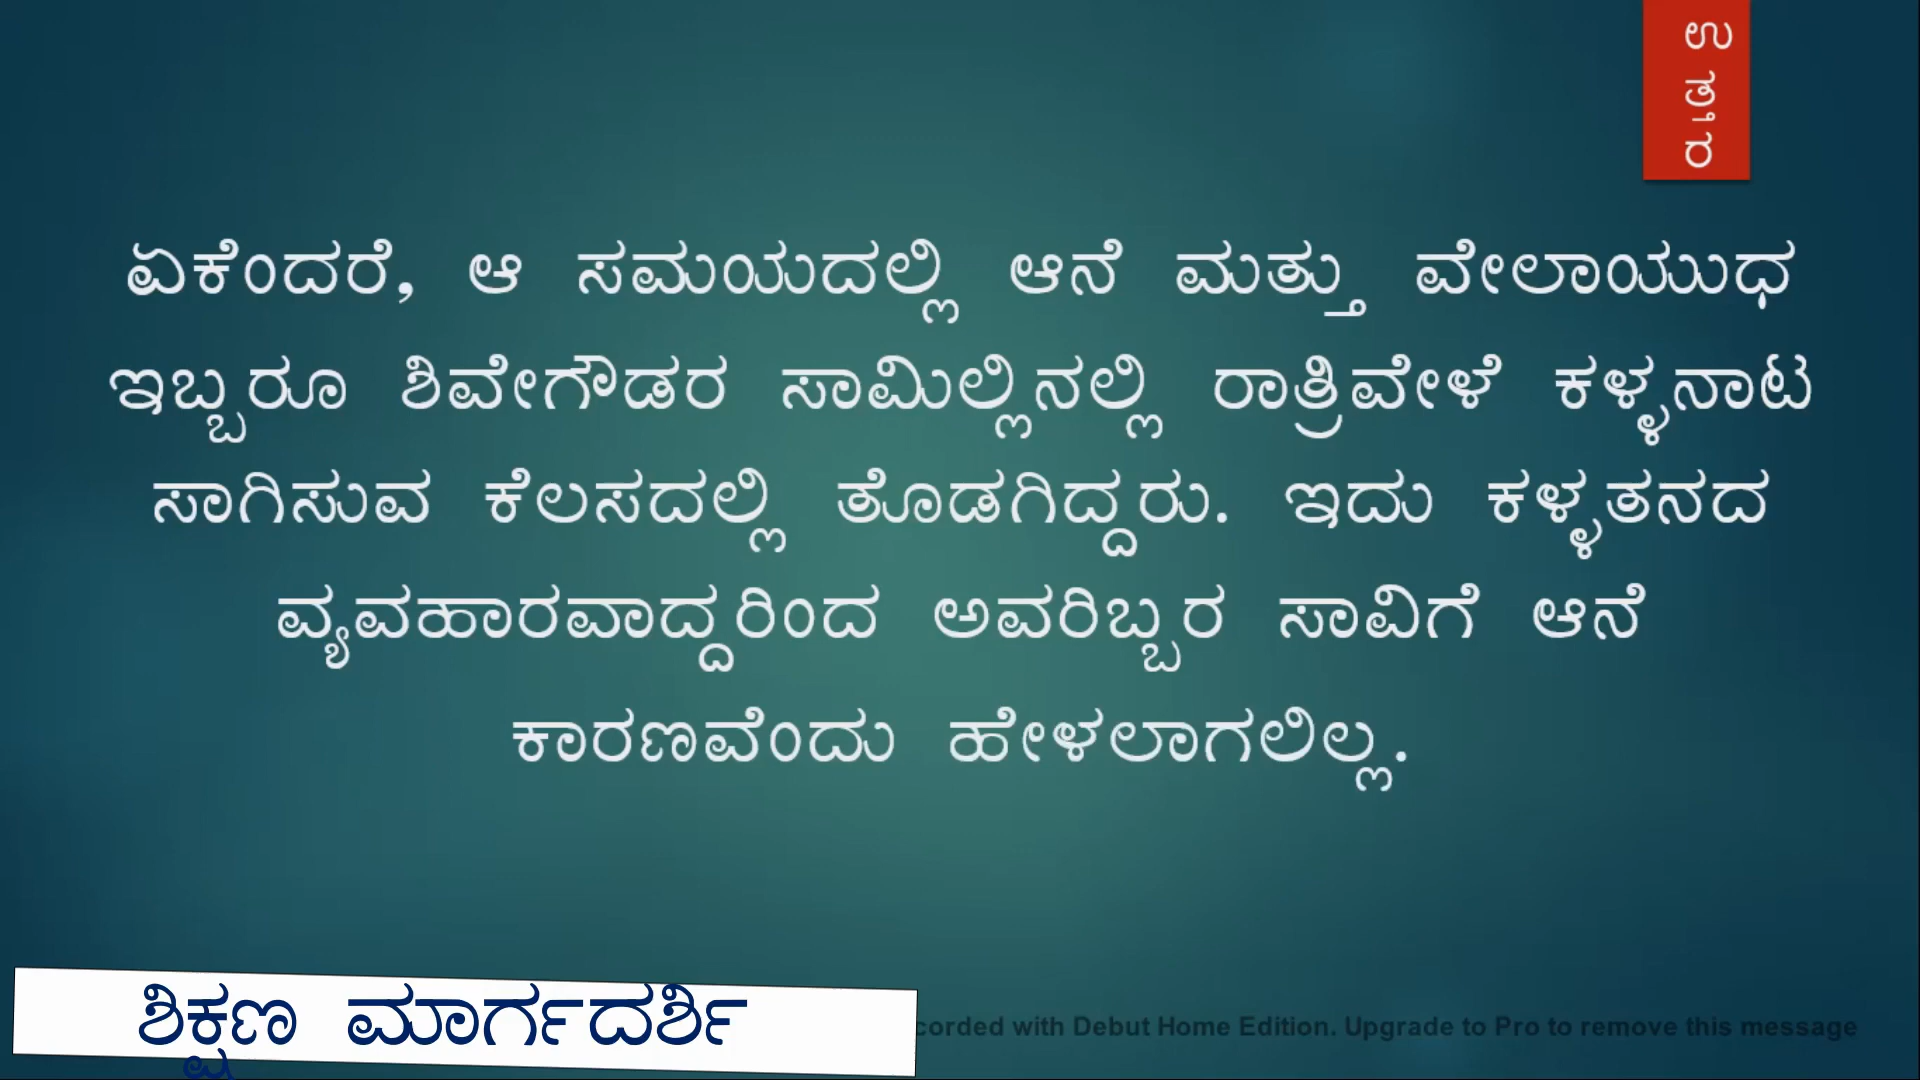 ಏಕೆಂದರೆ, ಆ ಸಮಯದಲ್ಲಿ ಆನೆ ಮತ್ತು ವೇಲಾಯುಧ
ಇಬ್ಬರೂ ಶಿವೇಗೌಡರ ಸಾಮಿಲ್ಲಿನಲ್ಲಿ ರಾತ್ರಿವೇಳೆ ಕಳ್ಳನಾಟ
ಸಾಗಿಸುವ ಕೆಲಸದಲ್ಲಿ ತೊಡಗಿದ್ದರು. ಇದು ಕಳ್ಳತನದ
ವ್ಯವಹಾರವಾದ್ದರಿಂದ ಅವರಿಬ್ಬರ ಸಾವಿಗೆ ಆನೆ
ಕಾರಣವೆಂದು ಹೇಳಲಾಗಲಿಲ್ಲ.
ಶಿಕ್ಷಣ ಮಾರ್ಗದರ್ಶಿ
corded with Debut Home Edition. Upgrade to Pro to remove this message